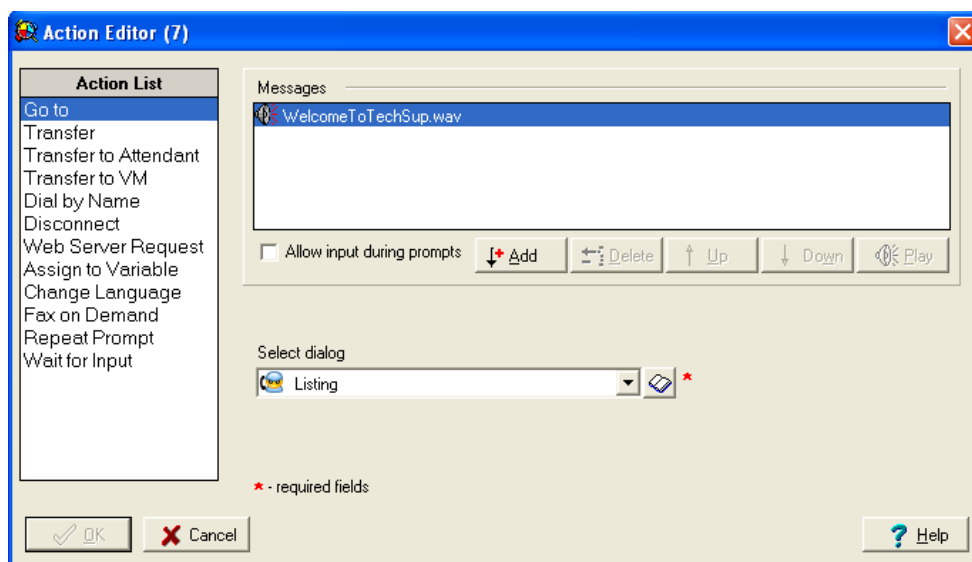 Action Editor (7)
Action List
Go to
Transfer
Transfer to Attendant
Transfer to VM
Dial by Name
Disconnect
Web Server Request
Assign to Variable
Change Language
Fax on Demand
Repeat Prompt
Wait for Input
Messages
WelcomeToTechSup.wav
Allow input during prompts Add Delete Up Down Play
Select dialog
Listing *
* - required fields
OK Cancel Help